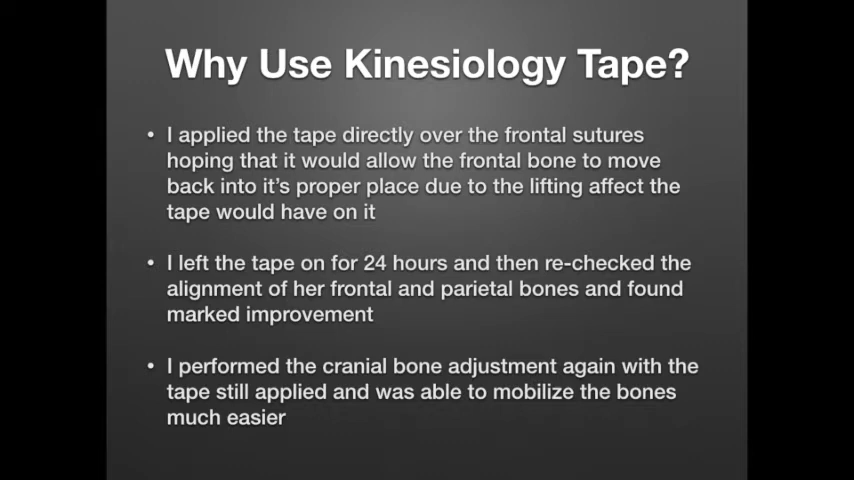 Why Use Kinesiology Tape?
• I applied the tape directly over the frontal sutures
hoping that it would allow the frontal bone to move
back into it's proper place due to the lifting affect the
tape would have on it
• I left the tape on for 24 hours and then re-checked the
alignment of her frontal and parietal bones and found
marked improvement
• I performed the cranial bone adjustment again with the
tape still applied and was able to mobilize the bones
much easier